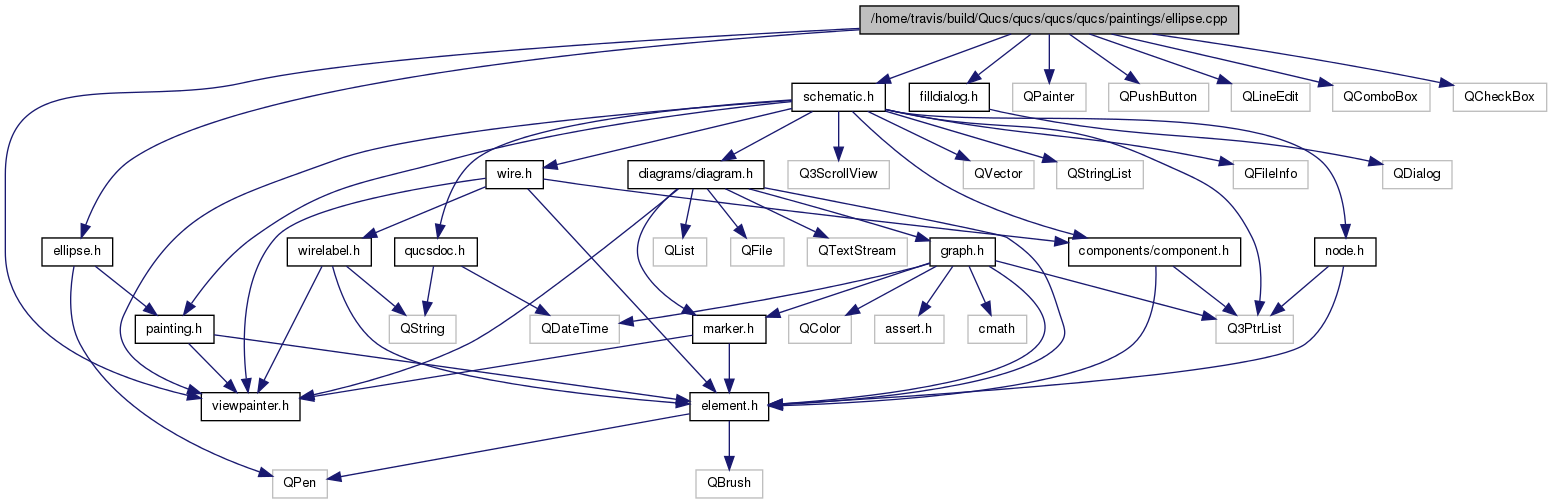 /home/travis/build/Qucs/qucs/qucs/qucs/paintings/ellipse.cpp
schematic.h
filldialog.h
QPainter
QPushButton
QLineEdit
QComboBox
QCheckBox
wire.h
diagrams/diagram.h
Q3ScrollView
QVector
QStringList
QFileInfo
QDialog
ellipse.h
wirelabel.h
qucsdoc.h
QList
QFile
QTextStream
graph.h
components/component.h
node.h
painting.h
QString
QDateTime
marker.h
QColor
assert.h
cmath
Q3PtrList
viewpainter.h
element.h
QPen
QBrush